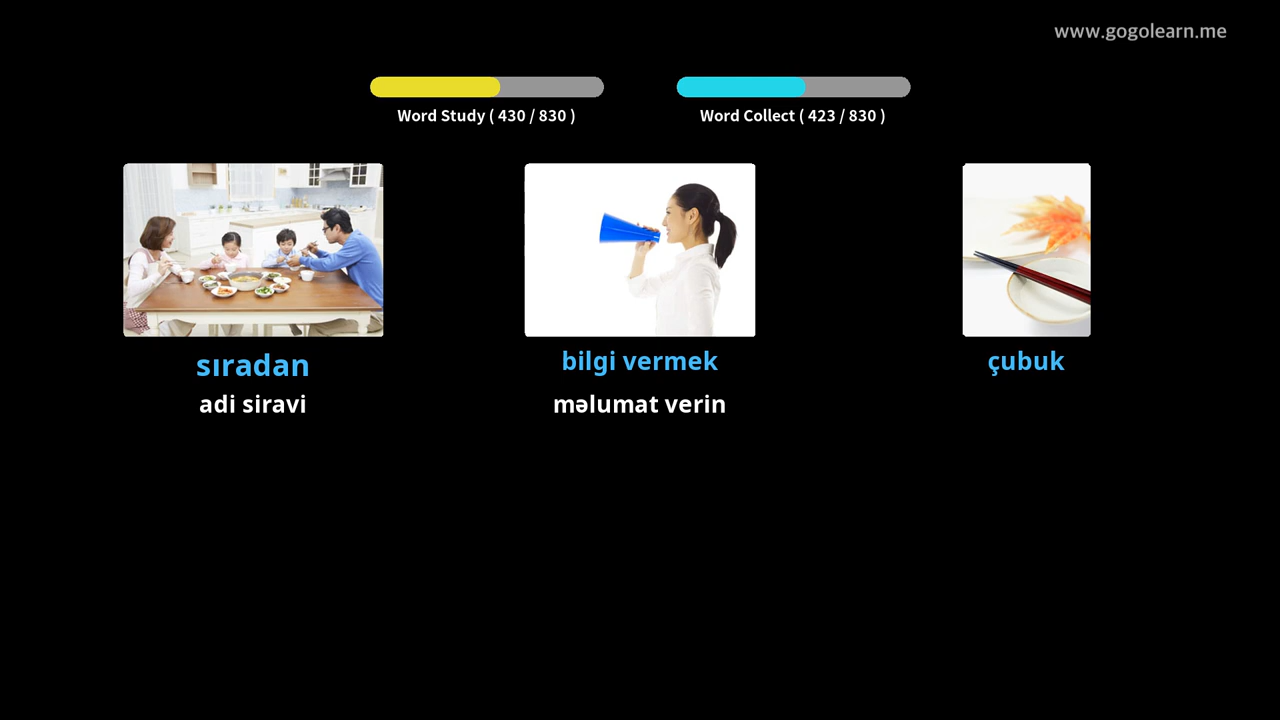 www.gogolearn.me
Word Study ( 430 / 830 )
Word Collect ( 423 / 830 )
sıradan
adi siravi
bilgi vermek
məlumat verin
çubuk